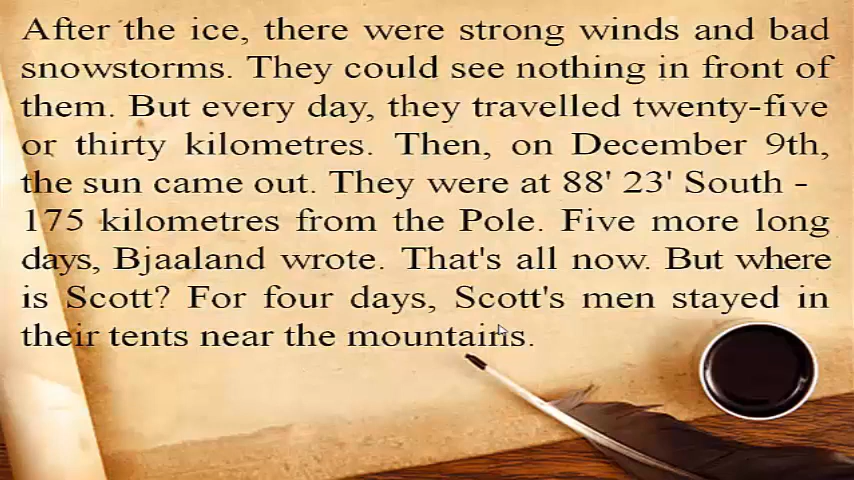 After the ice, there were strong winds and bad
snowstorms. They could see nothing in front of
them. But every day, they travelled twenty-five
or thirty kilometres. Then, on December 9th,
the sun came out. They were at 88' 23' South -
175 kilometres from the Pole. Five more long
days, Bjaaland wrote. That's all now. But where
is Scott? For four days, Scott's men stayed in
their tents near the mountains.